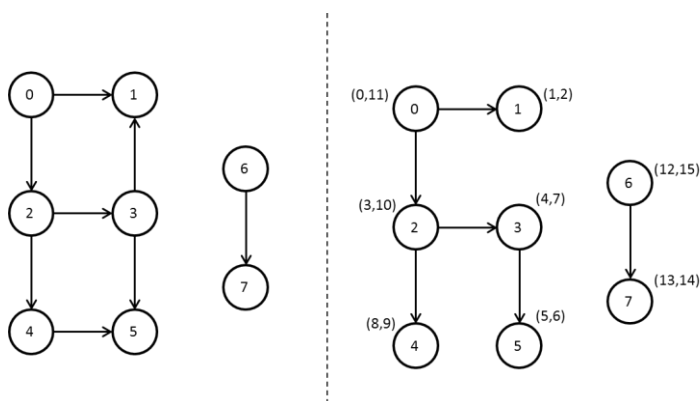 0 1
6
2 3
7
4 5
(0,11) 0 1 (1,2)
6 (12,15)
(3,10) 2 3 (4,7)
7 (13,14)
(8,9) 4 5 (5,6)